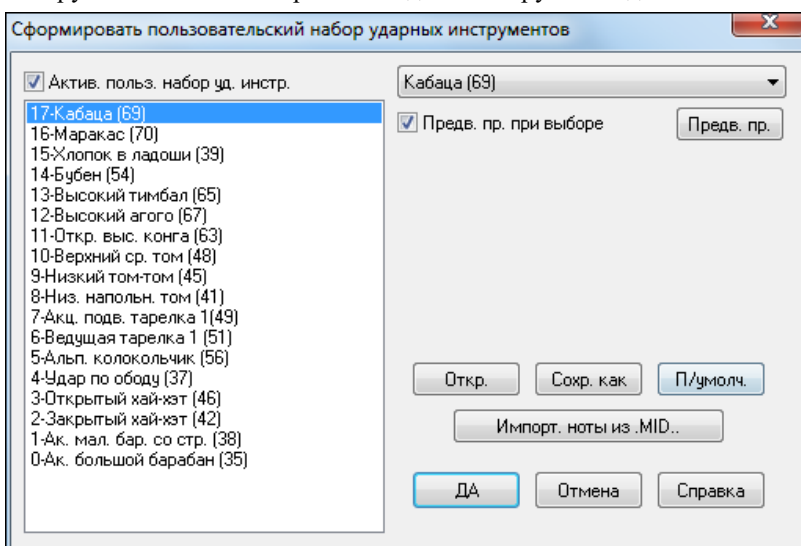 Сформировать пользовательский набор ударных инструментов
Актив. польз. набор уд. инстр.
17-Кабаца (69)
16-Маракас (70)
15-Хлопок в ладоши (39)
14-Бубен (54)
13-Высокий тимбал (65)
12-Высокий агого (67)
11-Откр. выс. конга (63)
10-Верхний ср. том (48)
9-Низкий том-том (45)
8-Низ. напольн. том (41)
7-Акц. подв. тарелка 1(49)
6-Ведущая тарелка 1 (51)
5-Альп. колокольчик (56)
4-Удар по ободу (37)
3-Открытый хай-хэт (46)
2-Закрытый хай-хэт (42)
1-Ак. мал. бар. со стр. (38)
0-Ак. большой барабан (35)
Кабаца (69)
Предв. пр. при выборе
Предв. пр.
Откр.
Сохр. как
П/умолч.
Импорт. ноты из .MID..
ДА
Отмена
Справка